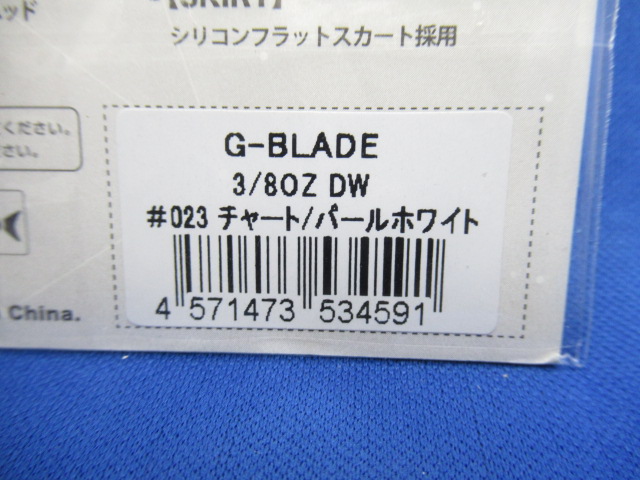 ッド
【SKIRT】
シリコンフラットスカート採用
ください。
さい。
G-BLADE
3/8OZ DW
#023 チャート/パールホワイト
4 571473 534591
China.